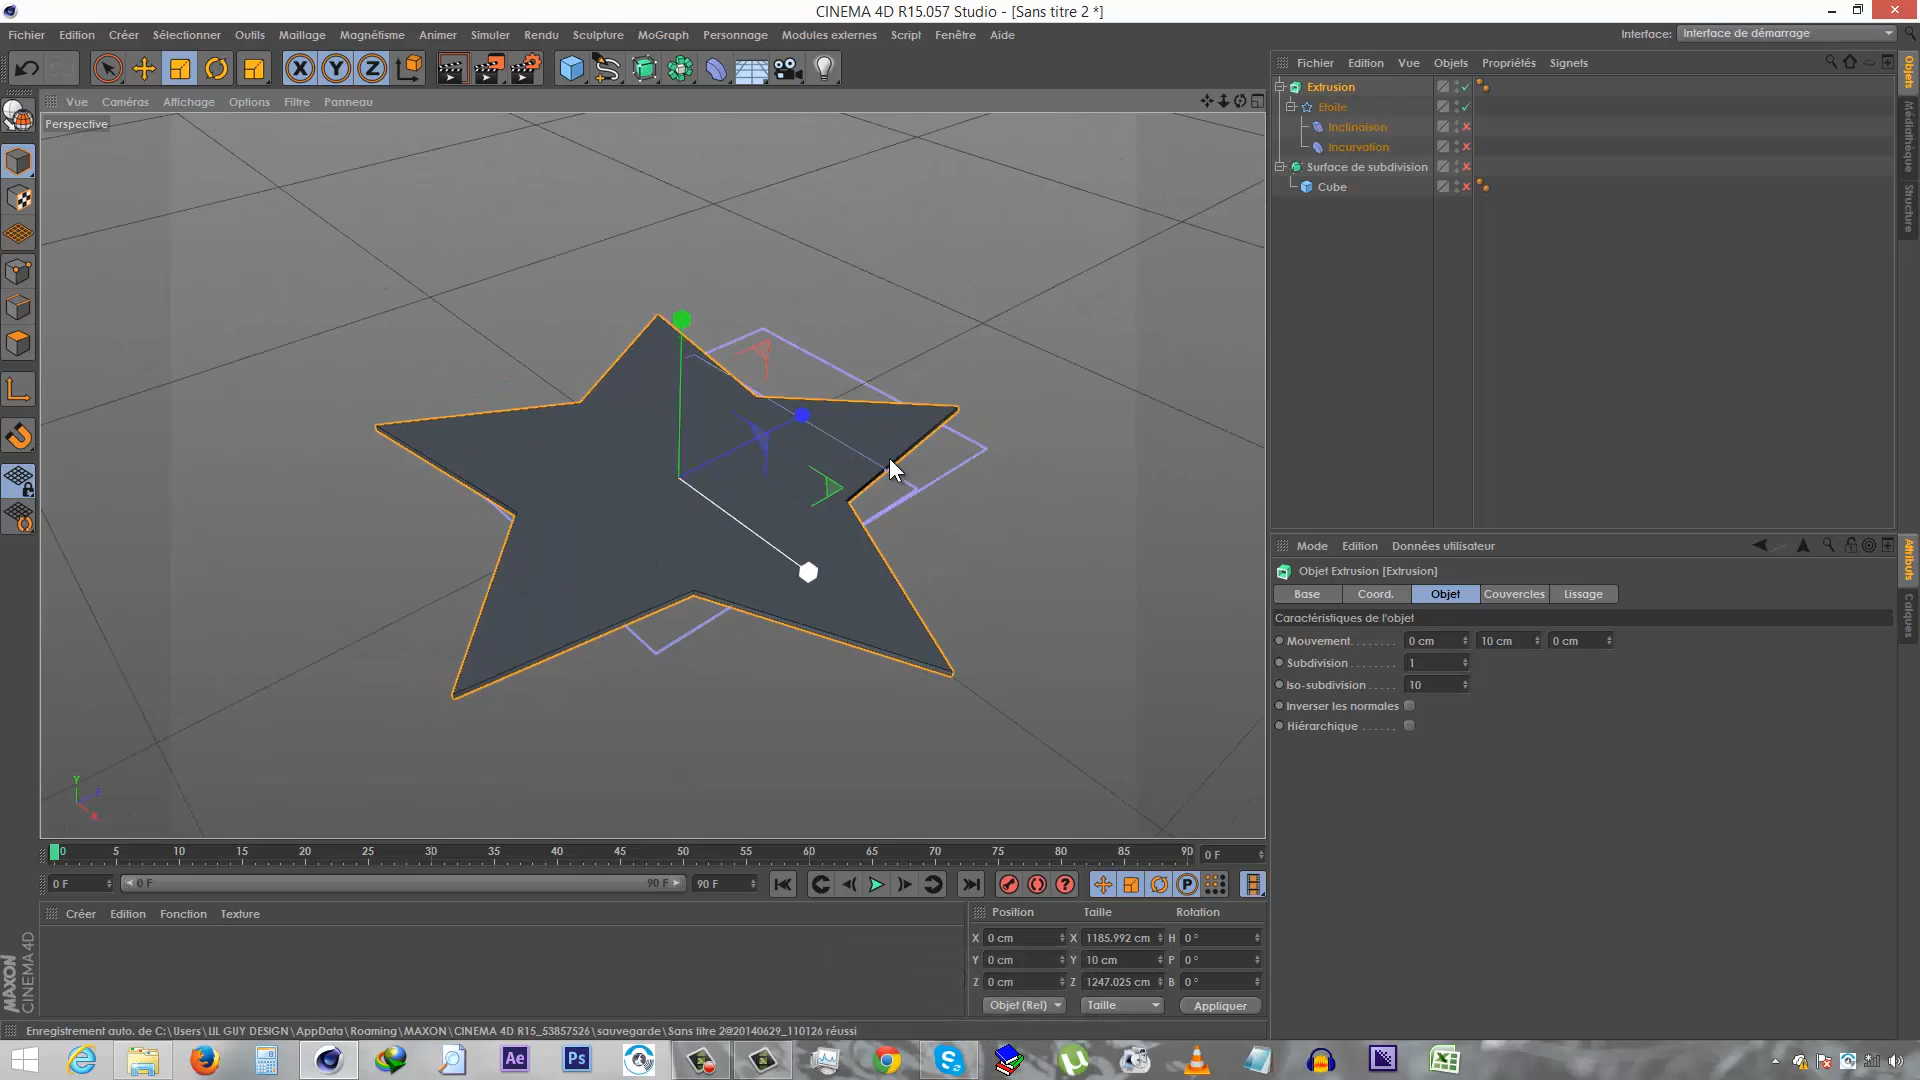 CINEMA 4D R15.057 Studio - [Sans titre 2 *]
Fichier Edition Créer Sélectionner Outils Maillage Magnétisme Animer Simuler Rendu Sculpture MoGraph Personnage Modules externes Script Fenêtre Aide
Interface: Interface de démarrage
X Y Z
Fichier Edition Vue Objets Propriétés Signets
Vue Caméras Affichage Options Filtre Panneau
Perspective
Extrusion
Etoile
Inclinaison
Incurvation
Surface de subdivision
Cube
Objets
Médiathèque
Structure
Mode Edition Données utilisateur
Objet Extrusion [Extrusion]
Base Coord. Objet Couvercles Lissage
Caractéristiques de l'objet
Mouvement....... 0 cm 10 cm 0 cm
Subdivision....... 1
Iso-subdivision..... 10
Inverser les normales
Hiérarchique......
Attributs
Calques
Y
Z
X
0 5 10 15 20 25 30 35 40 45 50 55 60 65 70 75 80 85 90 0 F
0 F 0 F 90 F 90 F
P
Créer Edition Fonction Texture
Position Taille Rotation
X 0 cm X 1185.992 cm H 0 °
Y 0 cm Y 10 cm P 0 °
Z 0 cm Z 1247.025 cm B 0 °
Objet (Rel) Taille Appliquer
MAXON
CINEMA 4D
Enregistrement auto. de C:\Users\LIL GUY DESIGN\AppData\Roaming\MAXON\CINEMA 4D R15_53857526\sauvegarde\Sans titre 2@20140629_110126 réussi
Ae Ps